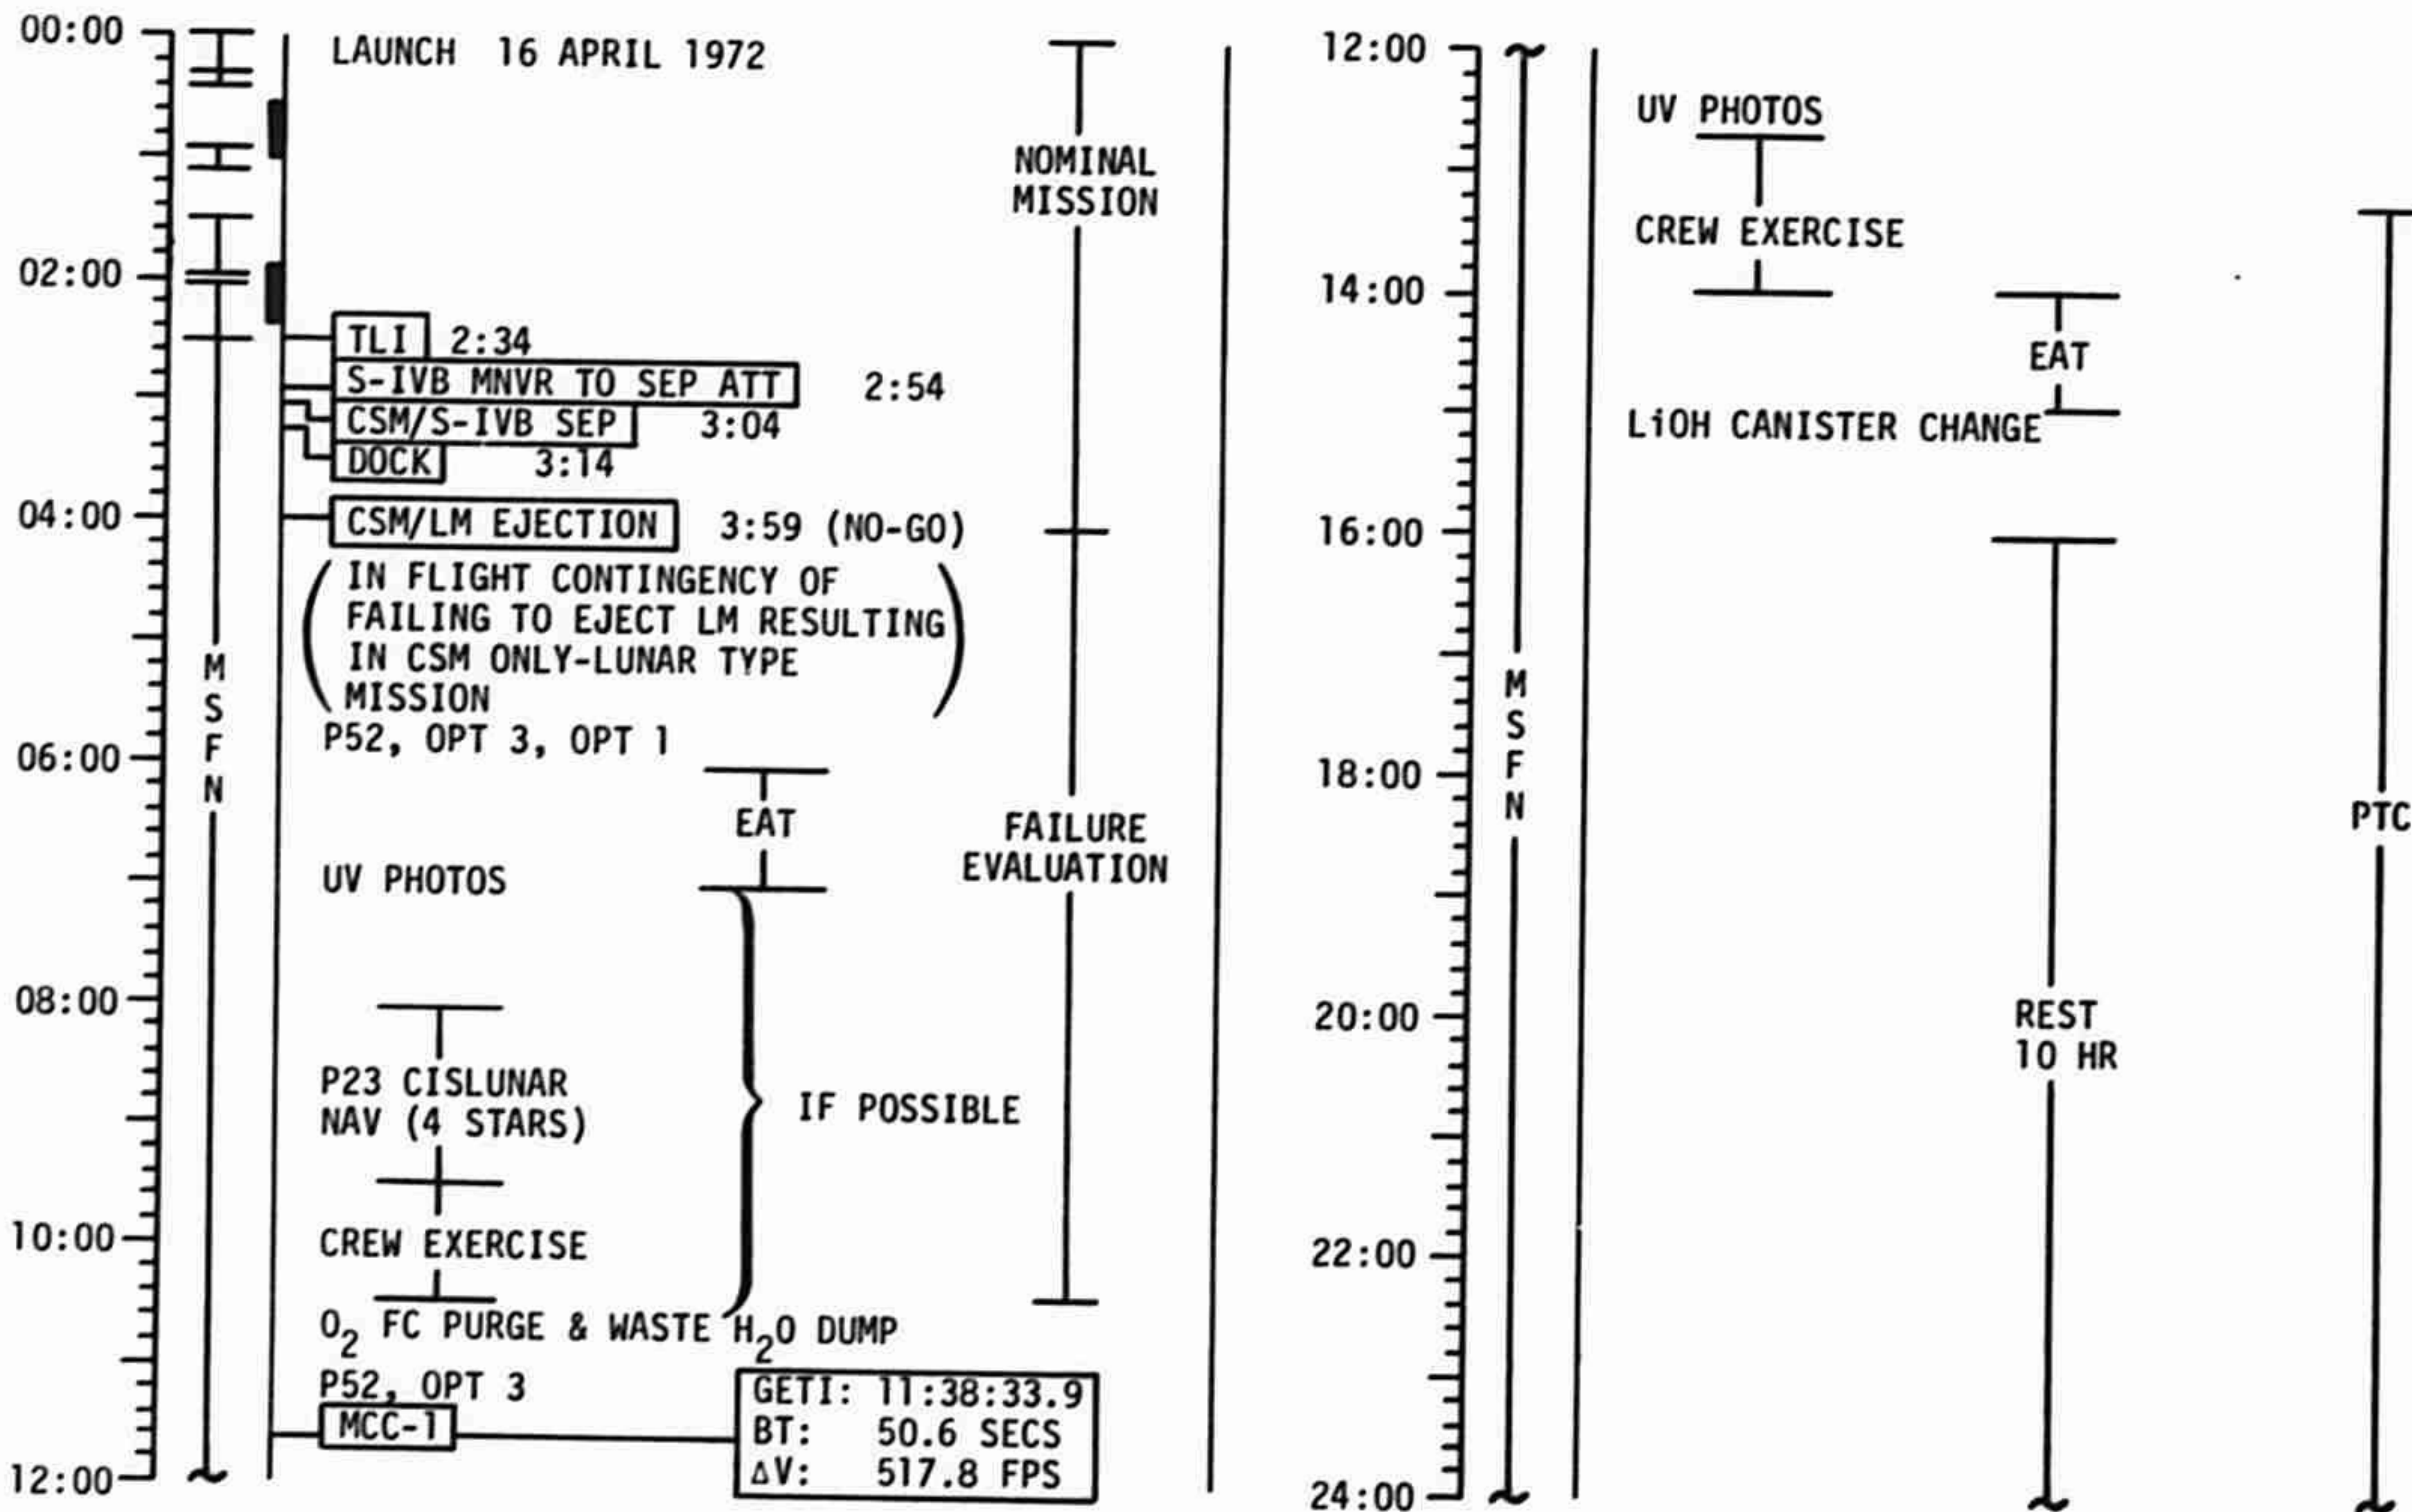 00:00
LAUNCH 16 APRIL 1972
NOMINAL
MISSION
02:00
TLI 2:34
S-IVB MNVR TO SEP ATT 2:54
CSM/S-IVB SEP 3:04
DOCK 3:14
04:00
CSM/LM EJECTION 3:59 (NO-GO)
(IN FLIGHT CONTINGENCY OF
FAILING TO EJECT LM RESULTING
IN CSM ONLY-LUNAR TYPE
MISSION)
M
S
F
N
P52, OPT 3, OPT 1
06:00
EAT
FAILURE
EVALUATION
UV PHOTOS
08:00
P23 CISLUNAR
NAV (4 STARS)
IF POSSIBLE
10:00
CREW EXERCISE
O2 FC PURGE & WASTE H2O DUMP
P52, OPT 3
MCC-1
GETI: 11:38:33.9
BT: 50.6 SECS
ΔV: 517.8 FPS
12:00
12:00
UV PHOTOS
CREW EXERCISE
14:00
EAT
LiOH CANISTER CHANGE
16:00
M
S
F
N
18:00
PTC
20:00
REST
10 HR
22:00
24:00